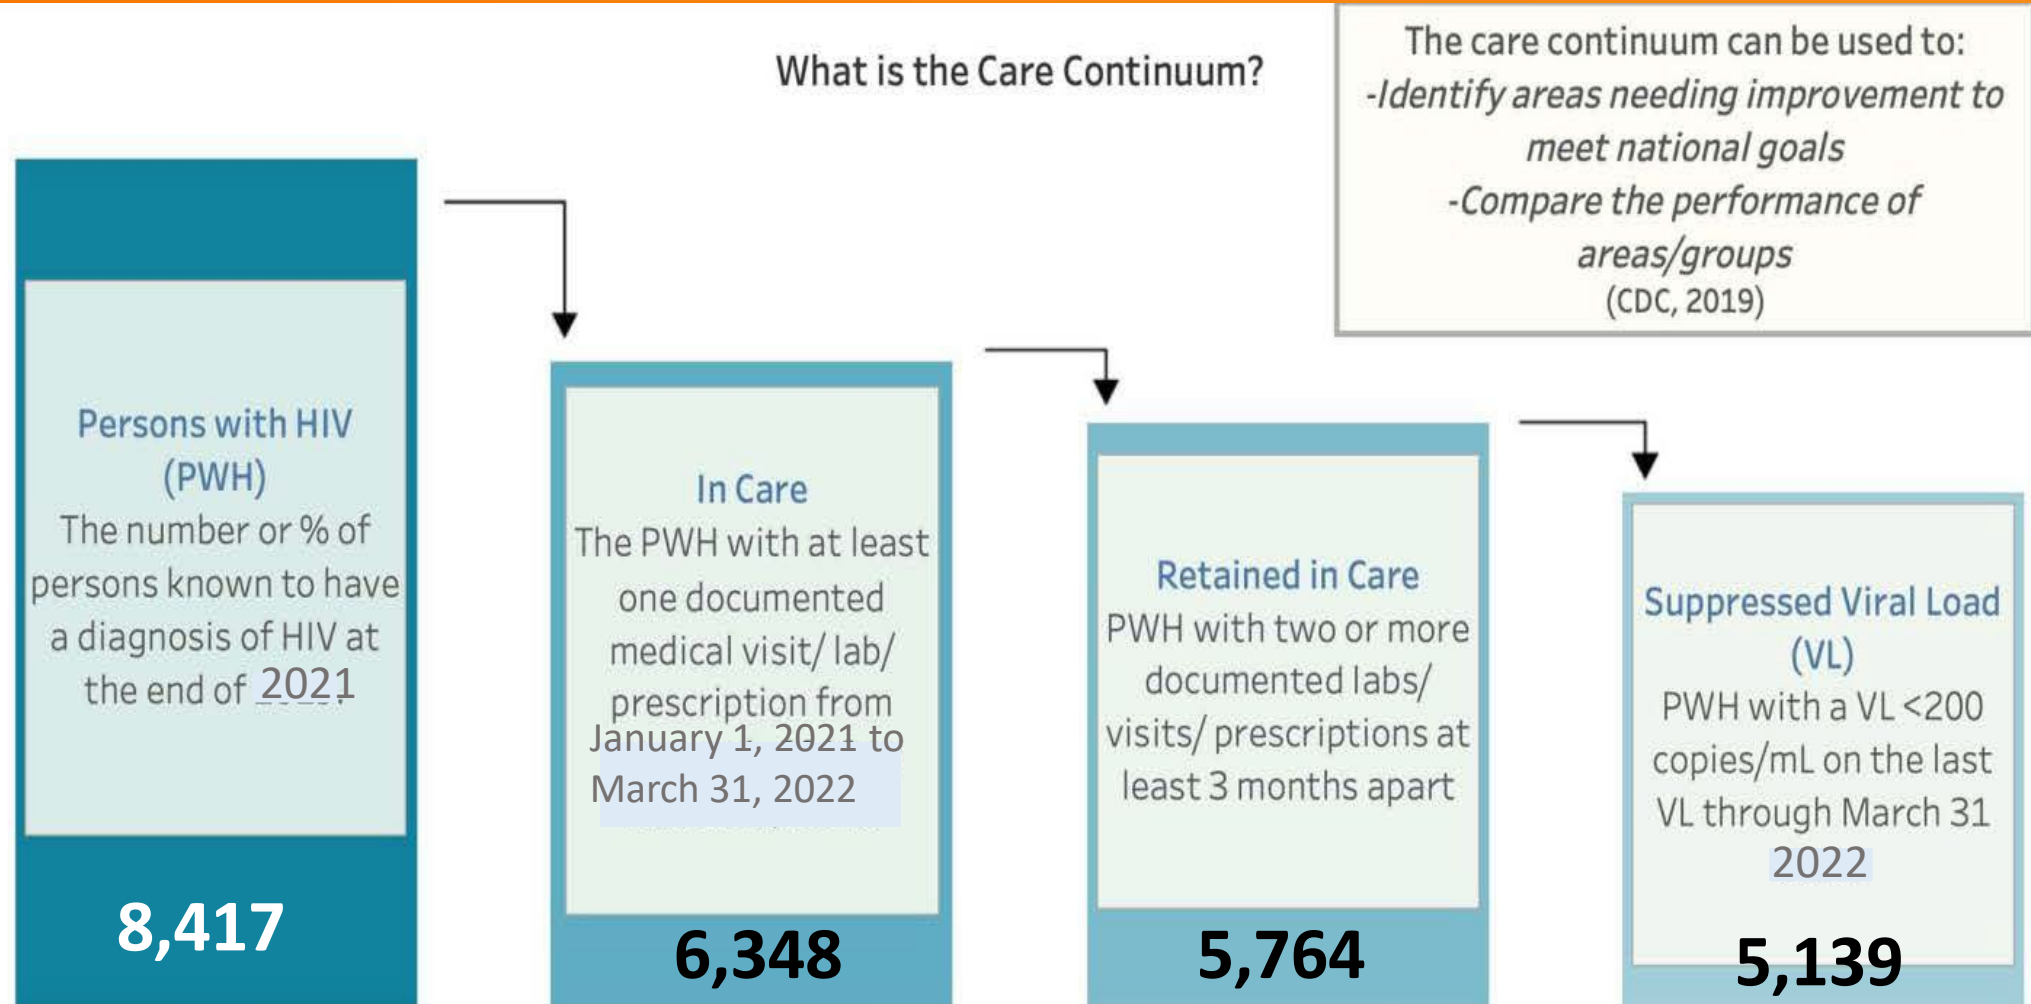 What is the Care Continuum?
The care continuum can be used to:
-Identify areas needing improvement to
meet national goals
-Compare the performance of
areas/groups
(CDC, 2019)
Persons with HIV
(PWH)
The number or % of
persons known to have
a diagnosis of HIV at
the end of 2021.
8,417
In Care
The PWH with at least
one documented
medical visit/ lab/
prescription from
January 1, 2021 to
March 31, 2022
6,348
Retained in Care
PWH with two or more
documented labs/
visits/ prescriptions at
least 3 months apart
5,764
Suppressed Viral Load
(VL)
PWH with a VL <200
copies/mL on the last
VL through March 31
2022
5,139